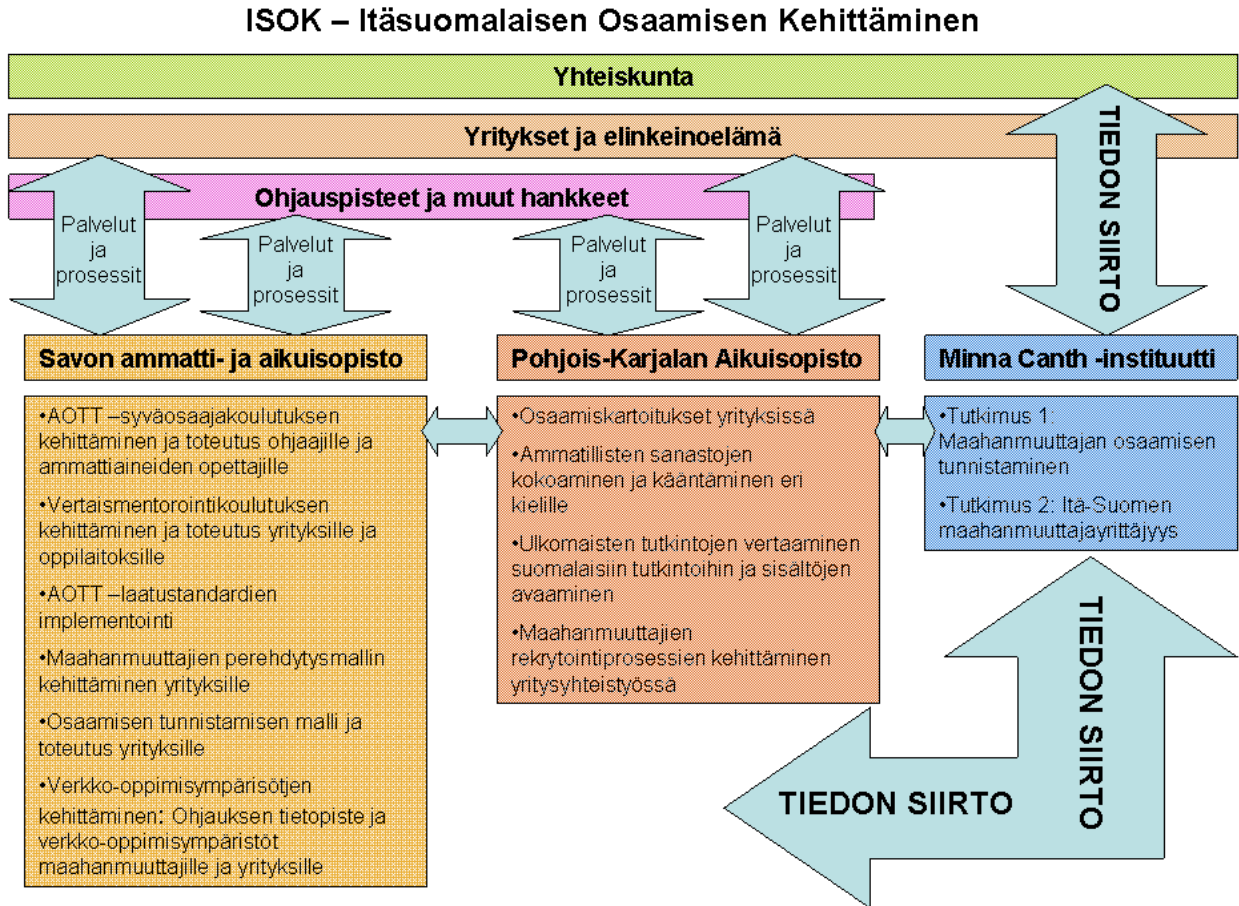 ISOK – Itäsuomalaisen Osaamisen Kehittäminen
Yhteiskunta
Yritykset ja elinkeinoelämä
Ohjauspisteet ja muut hankkeet
Palvelut
ja
prosessit
Palvelut
ja
prosessit
Palvelut
ja
prosessit
Palvelut
ja
prosessit
TIEDON SIIRTO
Savon ammatti- ja aikuisopisto
•AOTT –syväosaajakoulutuksen
kehittäminen ja toteutus ohjaajille ja
ammattiaineiden opettajille
•Vertaismentorointikoulutuksen
kehittäminen ja toteutus yrityksille ja
oppilaitoksille
•AOTT –laatustandardien
implementointi
•Maahanmuuttajien perehdytysmallin
kehittäminen yrityksille
•Osaamisen tunnistamisen malli ja
toteutus yrityksille
•Verkko-oppimisympärisötjen
kehittäminen: Ohjauksen tietopiste ja
verkko-oppimisympäristöt
maahanmuuttajille ja yrityksille
Pohjois-Karjalan Aikuisopisto
•Osaamiskartoitukset yrityksissä
•Ammatillisten sanastojen
kokoaminen ja kääntäminen eri
kielille
•Ulkomaisten tutkintojen vertaaminen
suomalaisiin tutkintoihin ja sisältöjen
avaaminen
•Maahanmuuttajien
rekrytointiprosessien kehittäminen
yritysyhteistyössä
Minna Canth -instituutti
•Tutkimus 1:
Maahanmuuttajan osaamisen
tunnistaminen
•Tutkimus 2: Itä-Suomen
maahanmuuttajayrittäjyys
TIEDON SIIRTO
TIEDON SIIRTO